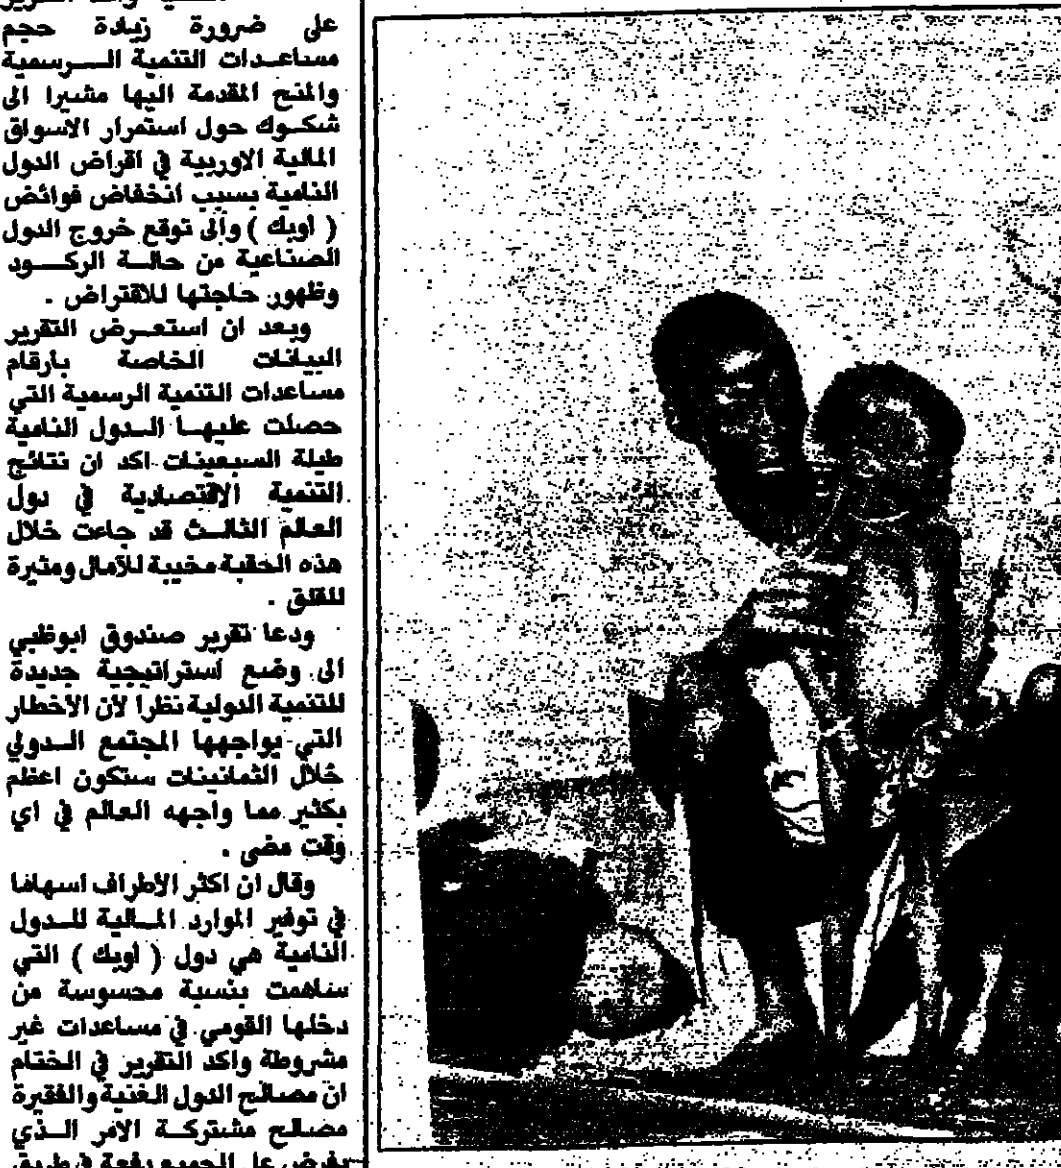 على ضرورة زيادة حجم
مساعدات التنمية الرسمية
والمنح المقدمة اليها مشيرا الى
شكوك حول استمرار الاسواق
المالية الاوربية في اقراض الدول
النامية بسبب انخفاض فوائض
( اوبك ) والى توقع خروج الدول
الصناعية من حالة الركود
وظهور حاجتها للاقتراض .
وبعد ان استعرض التقرير
البيانات الخاصة بأرقام
مساعدات التنمية الرسمية التي
حصلت عليها الدول النامية
طيلة السبعينات اكد ان نتائج
التنمية الاقتصادية في دول
العالم الثالث قد جاءت خلال
هذه الحقبة مخيبة للآمال ومثيرة
للقلق .
ودعا تقرير صندوق ابوظبي
الى وضع استراتيجية جديدة
للتنمية الدولية نظرا لان الاخطار
التي يواجهها المجتمع الدولي
خلال الثمانينات ستكون اعظم
بكثير مما واجهه العالم في اي
وقت مضى .
وقال ان اكثر الاطراف اسهاما
في توفير الموارد المالية للدول
النامية هي دول ( اوبك ) التي
ساهمت بنسبة محسوسة من
دخلها القومي في مساعدات غير
مشروطة واكد التقرير في الختام
ان مصالح الدول الغنية والفقيرة
مصالح مشتركة الامر الذي
يفرض على الجميع